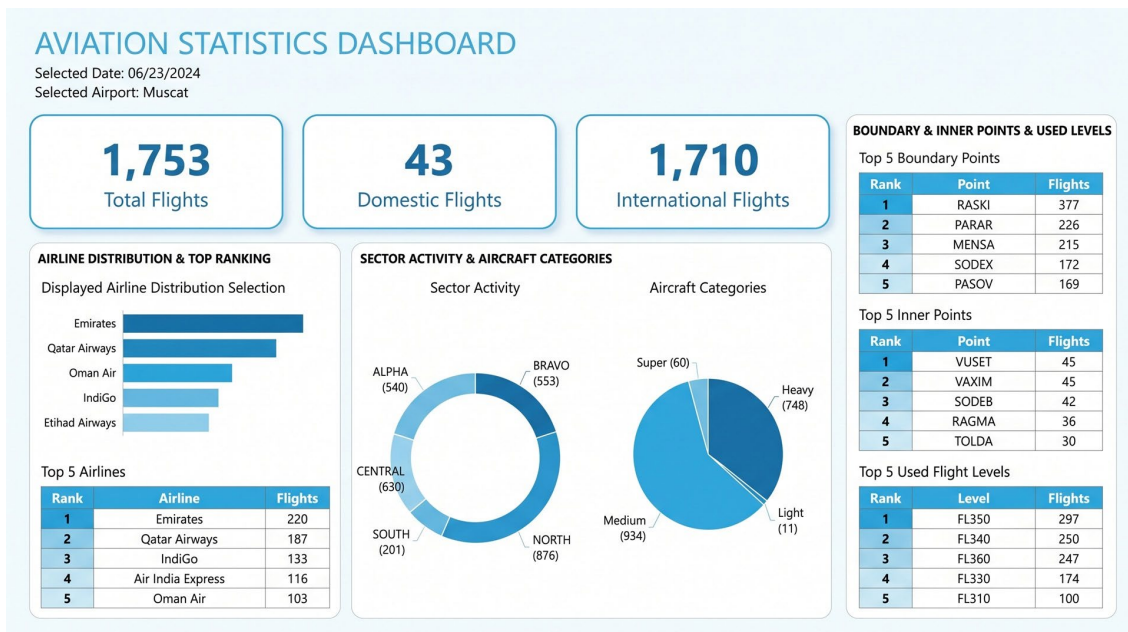 AVIATION STATISTICS DASHBOARD
Selected Date: 06/23/2024
Selected Airport: Muscat
1,753
Total Flights
43
Domestic Flights
1,710
International Flights
AIRLINE DISTRIBUTION & TOP RANKING
Displayed Airline Distribution Selection
Emirates
Qatar Airways
Oman Air
IndiGo
Etihad Airways
Top 5 Airlines
Rank Airline Flights
1 Emirates 220
2 Qatar Airways 187
3 IndiGo 133
4 Air India Express 116
5 Oman Air 103
SECTOR ACTIVITY & AIRCRAFT CATEGORIES
Sector Activity
ALPHA
(540)
BRAVO
(553)
CENTRAL
(630)
SOUTH
(201)
NORTH
(876)
Aircraft Categories
Super (60)
Heavy
(748)
Medium
(934)
Light
(11)
BOUNDARY & INNER POINTS & USED LEVELS
Top 5 Boundary Points
Rank Point Flights
1 RASKI 377
2 PARAR 226
3 MENSA 215
4 SODEX 172
5 PASOV 169
Top 5 Inner Points
Rank Point Flights
1 VUSET 45
2 VAXIM 45
3 SODEB 42
4 RAGMA 36
5 TOLDA 30
Top 5 Used Flight Levels
Rank Level Flights
1 FL350 297
2 FL340 250
3 FL360 247
4 FL330 174
5 FL310 100